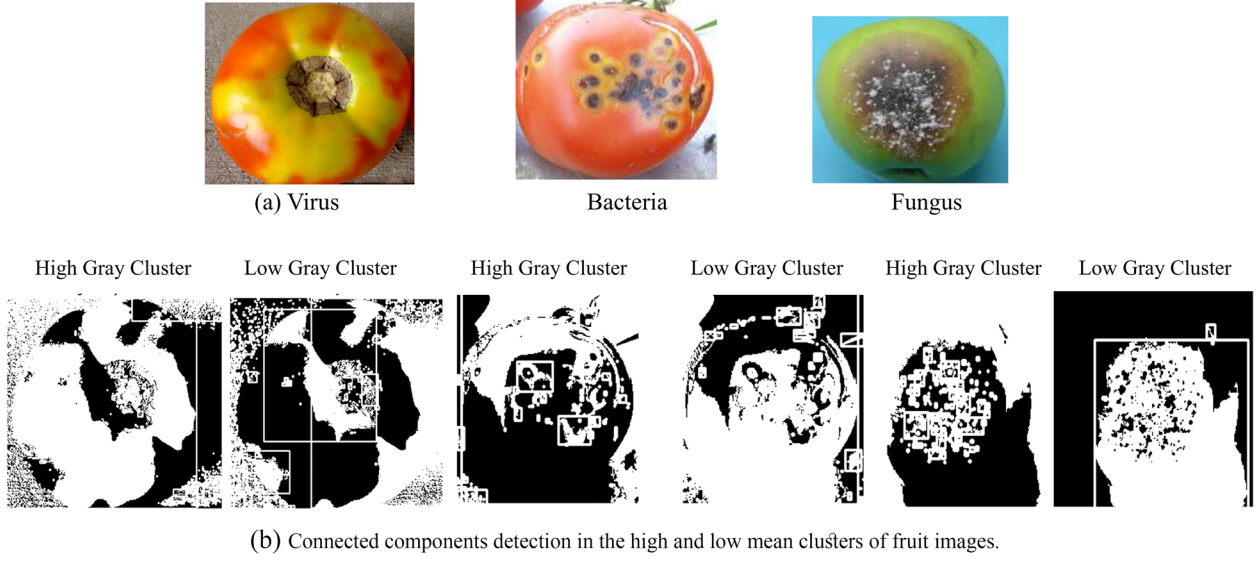 (a) Virus Bacteria Fungus
High Gray Cluster Low Gray Cluster High Gray Cluster Low Gray Cluster High Gray Cluster Low Gray Cluster
(b) Connected components detection in the high and low mean clusters of fruit images.